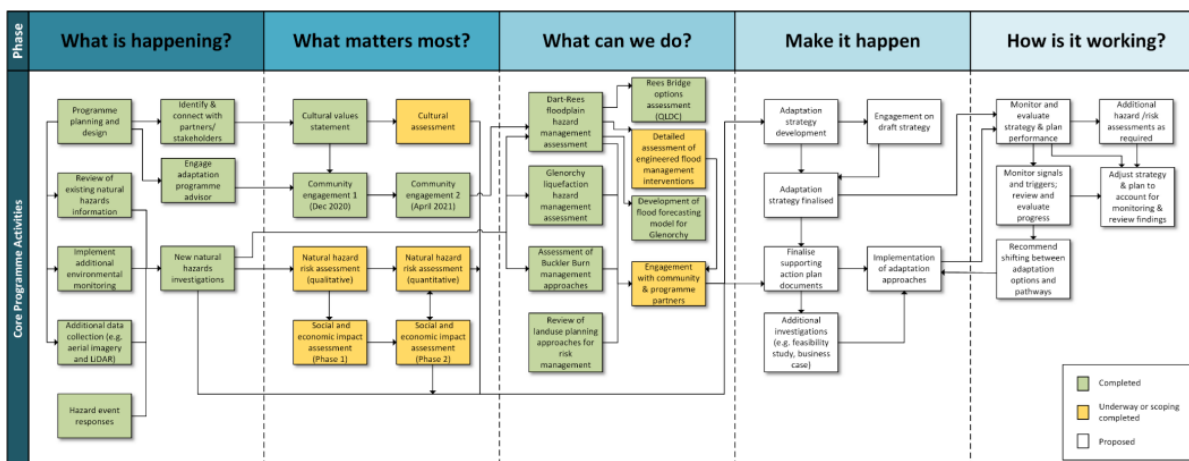 Phase
What is happening?
What matters most?
What can we do?
Make it happen
How is it working?
Core Programme Activities
Programme
planning and
design
Identify &
connect with
partners/
stakeholders
Engage
adaptation
programme
advisor
Review of
existing natural
hazards
information
Implement
additional
environmental
monitoring
New natural
hazards
investigations
Additional data
collection (e.g.
aerial imagery
and LiDAR)
Hazard event
responses
Cultural values
statement
Cultural
assessment
Community
engagement 1
(Dec 2020)
Community
engagement 2
(April 2021)
Natural hazard
risk assessment
(qualitative)
Natural hazard
risk assessment
(quantitative)
Social and
economic impact
assessment
(Phase 1)
Social and
economic impact
assessment
(Phase 2)
Dart-Rees
floodplain
hazard
management
assessment
Rees Bridge
options
assessment
(QLDC)
Detailed
assessment of
engineered flood
management
interventions
Glenorchy
liquefaction
hazard
management
assessment
Development of
flood forecasting
model for
Glenorchy
Assessment of
Buckler Burn
management
approaches
Engagement
with community
& programme
partners
Review of
landuse planning
approaches for
risk
management
Adaptation
strategy
development
Engagement on
draft strategy
Adaptation
strategy finalised
Finalise
supporting
action plan
documents
Implementation
of adaptation
approaches
Additional
investigations
(e.g. feasibility
study, business
case)
Monitor and
evaluate
strategy & plan
performance
Additional
hazard /risk
assessments as
required
Monitor signals
and triggers;
review and
evaluate
progress
Adjust strategy &
plan to
account for
monitoring &
review findings
Recommend
shifting between
adaptation
options and
pathways
Completed
Underway or scoping
completed
Proposed